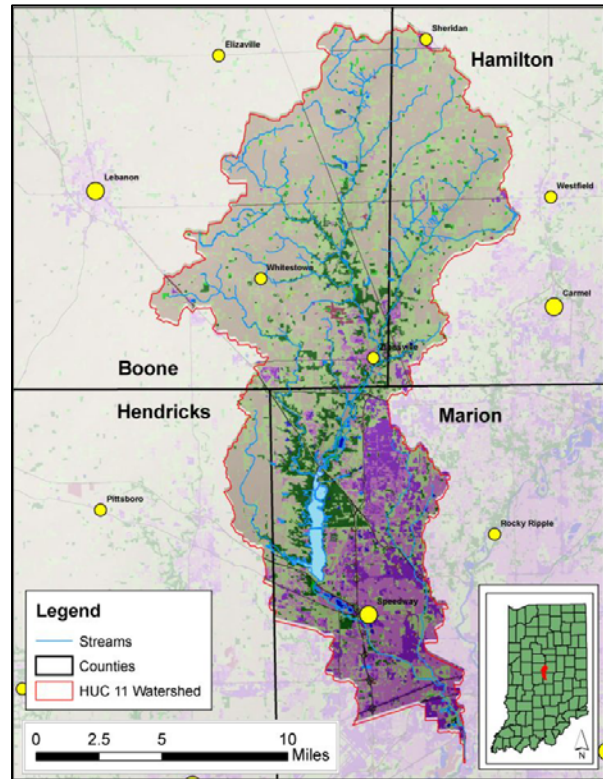 Sheridan
Elizaville
Hamilton
Lebanon
Westfield
Whitestown
Carmel
Zionsville
Boone
Hendricks
Marion
Pittsboro
Rocky Ripple
Speedway
Legend
Streams
Counties
HUC 11 Watershed
0 2.5 5 10
Miles
N